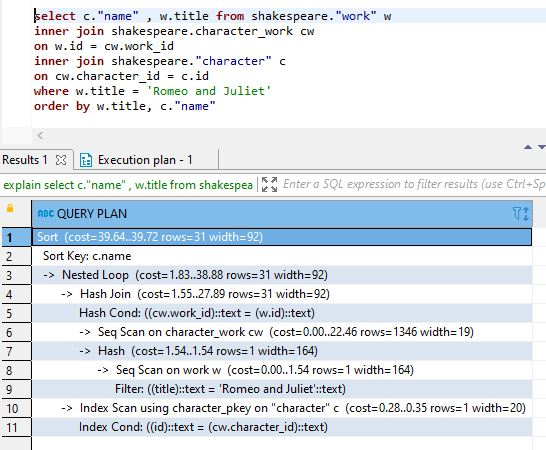 select c."name" , w.title from shakespeare."work" w
inner join shakespeare.character_work cw
on w.id = cw.work_id
inner join shakespeare."character" c
on cw.character_id = c.id
where w.title = 'Romeo and Juliet'
order by w.title, c."name"
Results 1 Execution plan - 1
explain select c."name" , w.title from shakespea Enter a SQL expression to filter results (use Ctrl+Sp
ABC QUERY PLAN
1 Sort (cost=39.64..39.72 rows=31 width=92)
2 Sort Key: c.name
3 -> Nested Loop (cost=1.83..38.88 rows=31 width=92)
4 -> Hash Join (cost=1.55..27.89 rows=31 width=92)
5 Hash Cond: ((cw.work_id)::text = (w.id)::text)
6 -> Seq Scan on character_work cw (cost=0.00..22.46 rows=1346 width=19)
7 -> Hash (cost=1.54..1.54 rows=1 width=164)
8 -> Seq Scan on work w (cost=0.00..1.54 rows=1 width=164)
9 Filter: ((title)::text = 'Romeo and Juliet'::text)
10 -> Index Scan using character_pkey on "character" c (cost=0.28..0.35 rows=1 width=20)
11 Index Cond: ((id)::text = (cw.character_id)::text)